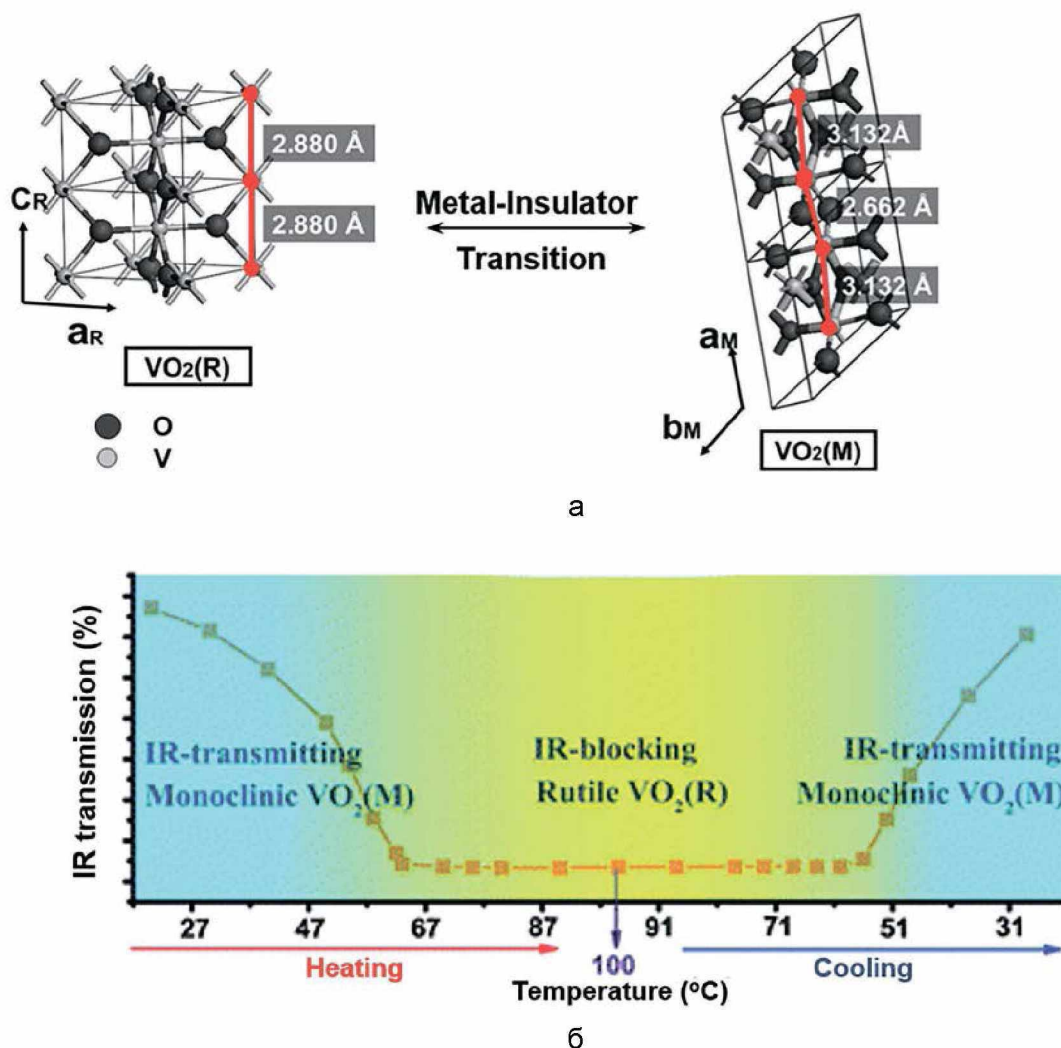 2.880 Å
2.880 Å
CR
aR
VO₂(R)
O
V
Metal-Insulator
Transition
3.132Å
2.662 Å
3.132 Å
aM
bM
VO₂(M)
а
IR transmission (%)
IR-transmitting
Monoclinic VO₂(M)
IR-blocking
Rutile VO₂(R)
IR-transmitting
Monoclinic VO₂(M)
27 47 67 87 91 71 51 31
Heating
100
Cooling
Temperature (°C)
б